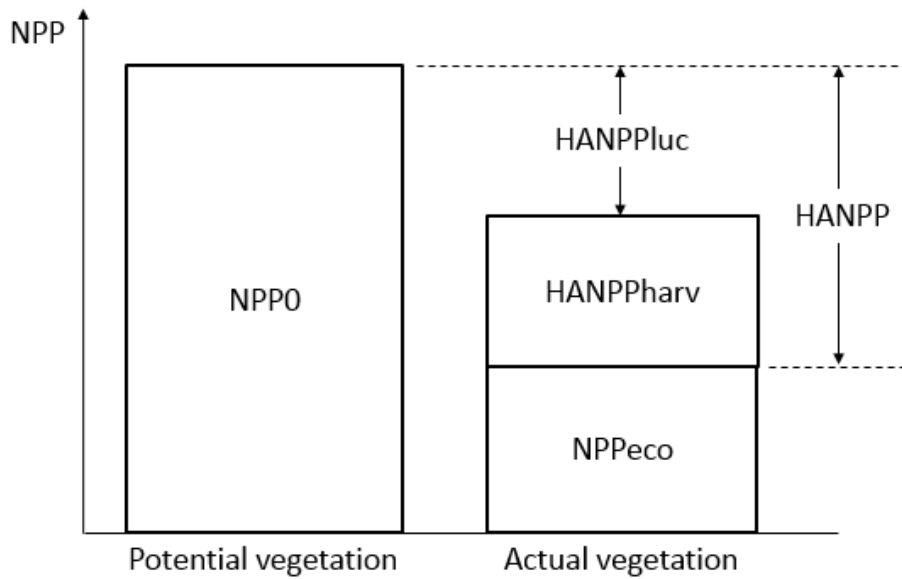 NPP
HANPPluc
HANPP
NPP0
HANPPharv
NPPeco
Potential vegetation
Actual vegetation